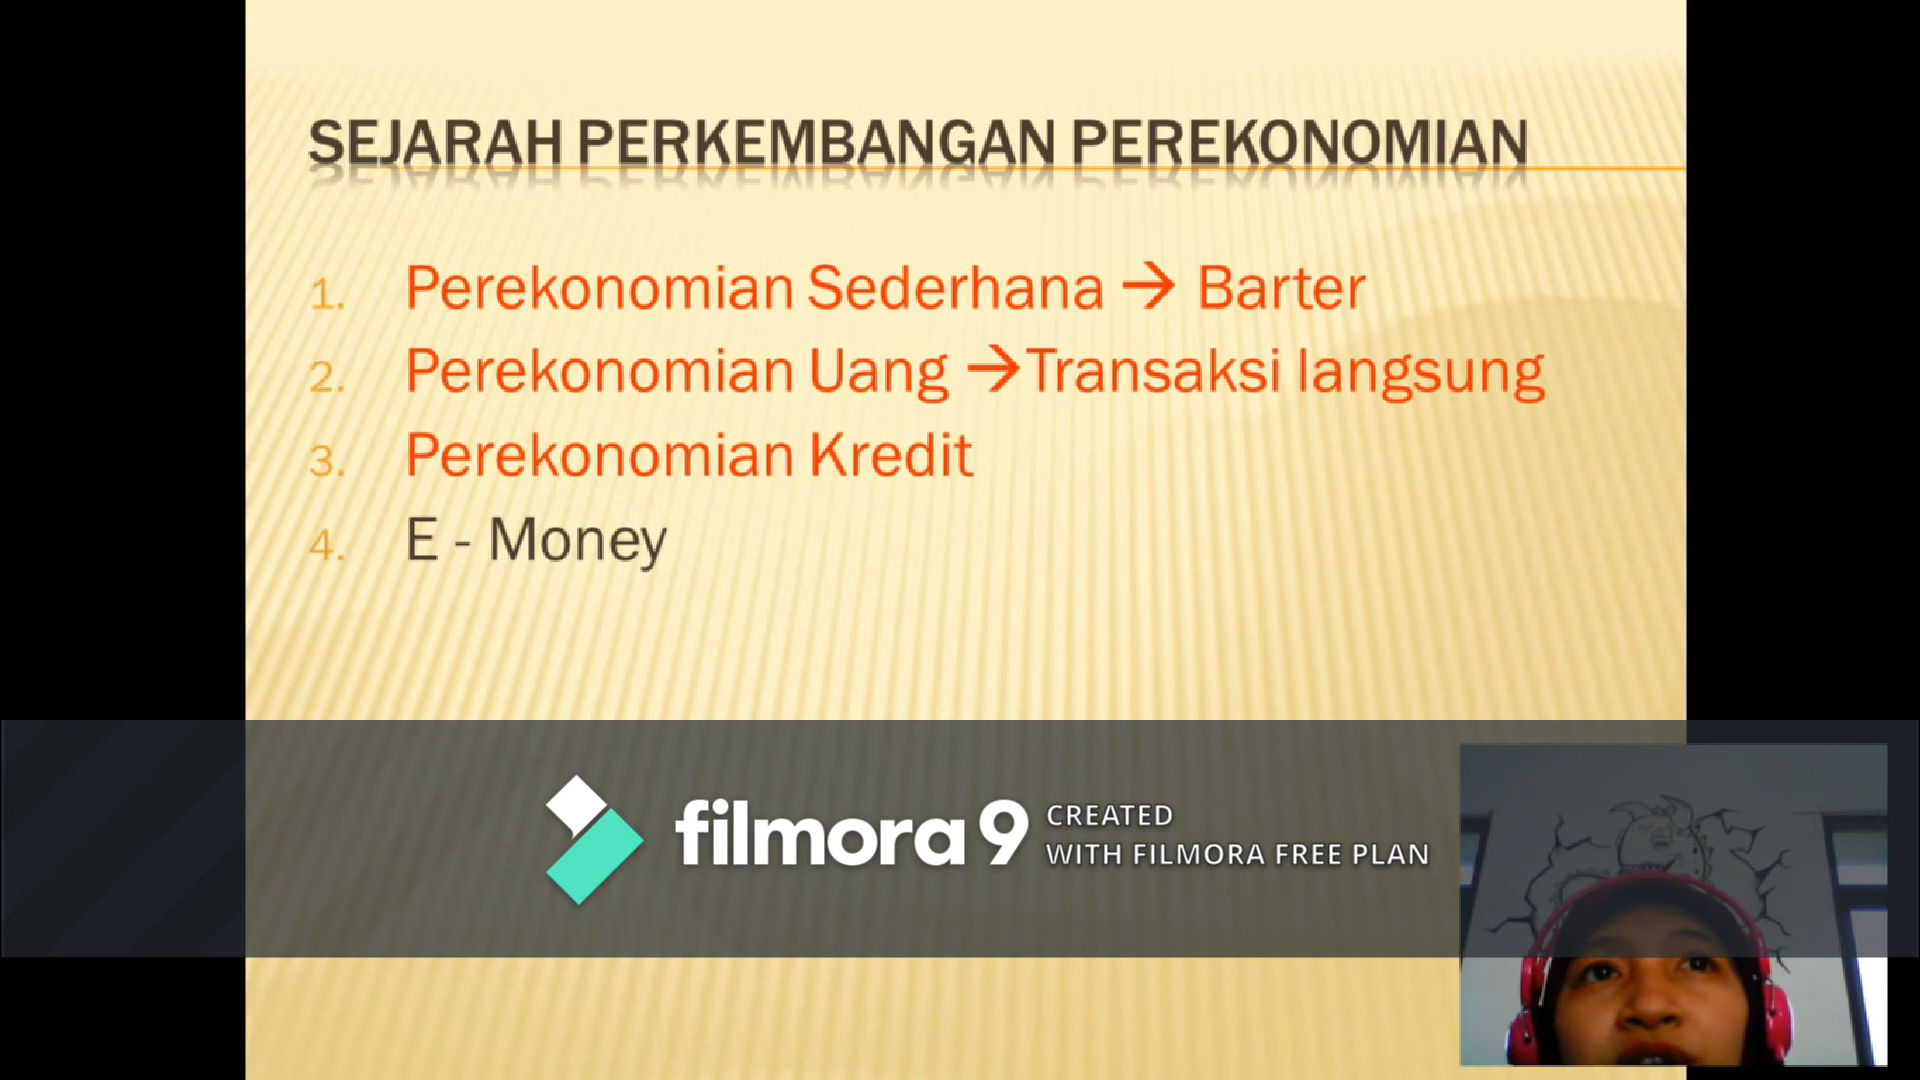 SEJARAH PERKEMBANGAN PEREKONOMIAN
1. Perekonomian Sederhana → Barter
2. Perekonomian Uang →Transaksi langsung
3. Perekonomian Kredit
4. E - Money
filmora 9
CREATED
WITH FILMORA FREE PLAN